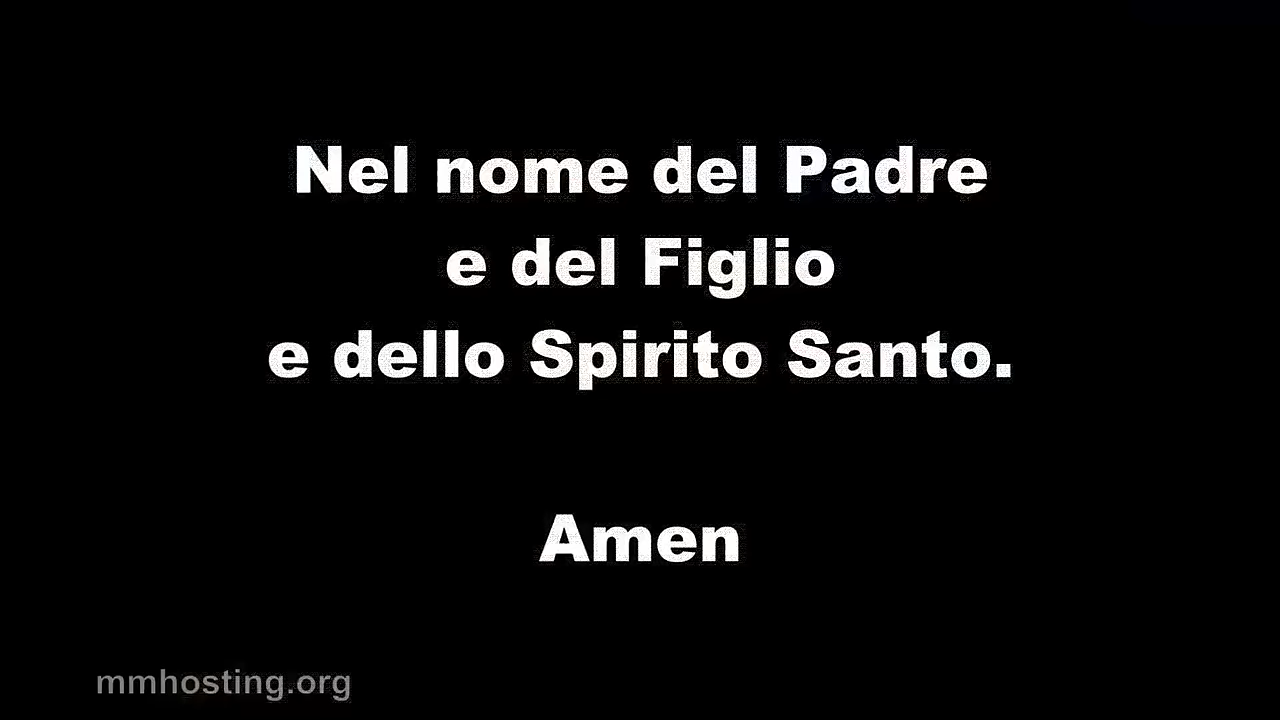 Nel nome del Padre
e del Figlio
e dello Spirito Santo.
Amen
mmhosting.org